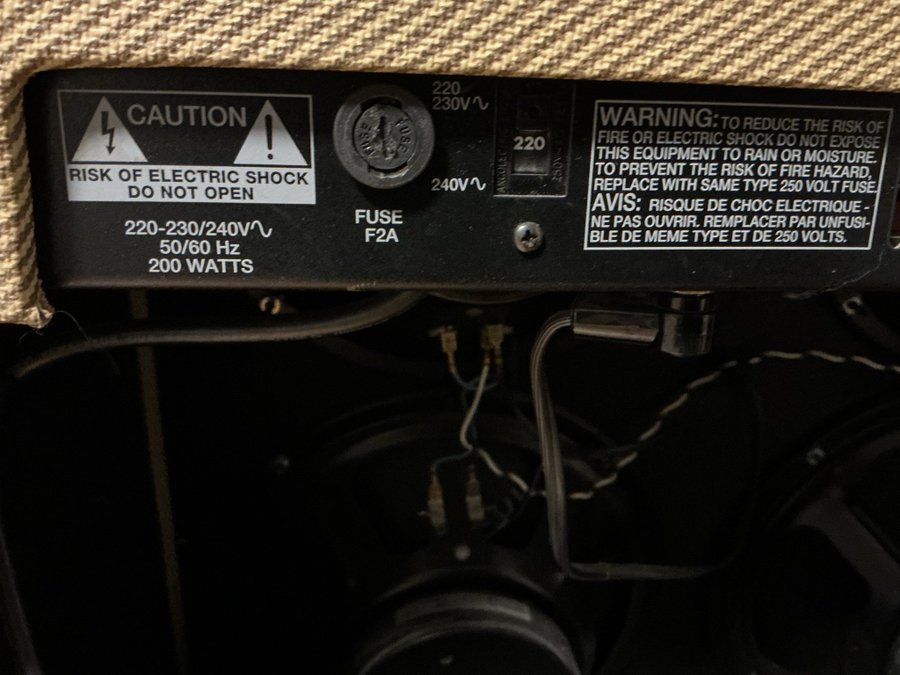 CAUTION
RISK OF ELECTRIC SHOCK
DO NOT OPEN
220-230/240V∿
50/60 Hz
200 WATTS
FUSE
FUSE
FUSE
F2A
220
230V∿
240V∿
220
250V
WARNING: TO REDUCE THE RISK OF
FIRE OR ELECTRIC SHOCK DO NOT EXPOSE
THIS EQUIPMENT TO RAIN OR MOISTURE.
TO PREVENT THE RISK OF FIRE HAZARD,
REPLACE WITH SAME TYPE 250 VOLT FUSE.
AVIS: RISQUE DE CHOC ELECTRIQUE -
NE PAS OUVRIR. REMPLACER PAR UNFUSI-
BLE DE MEME TYPE ET DE 250 VOLTS.